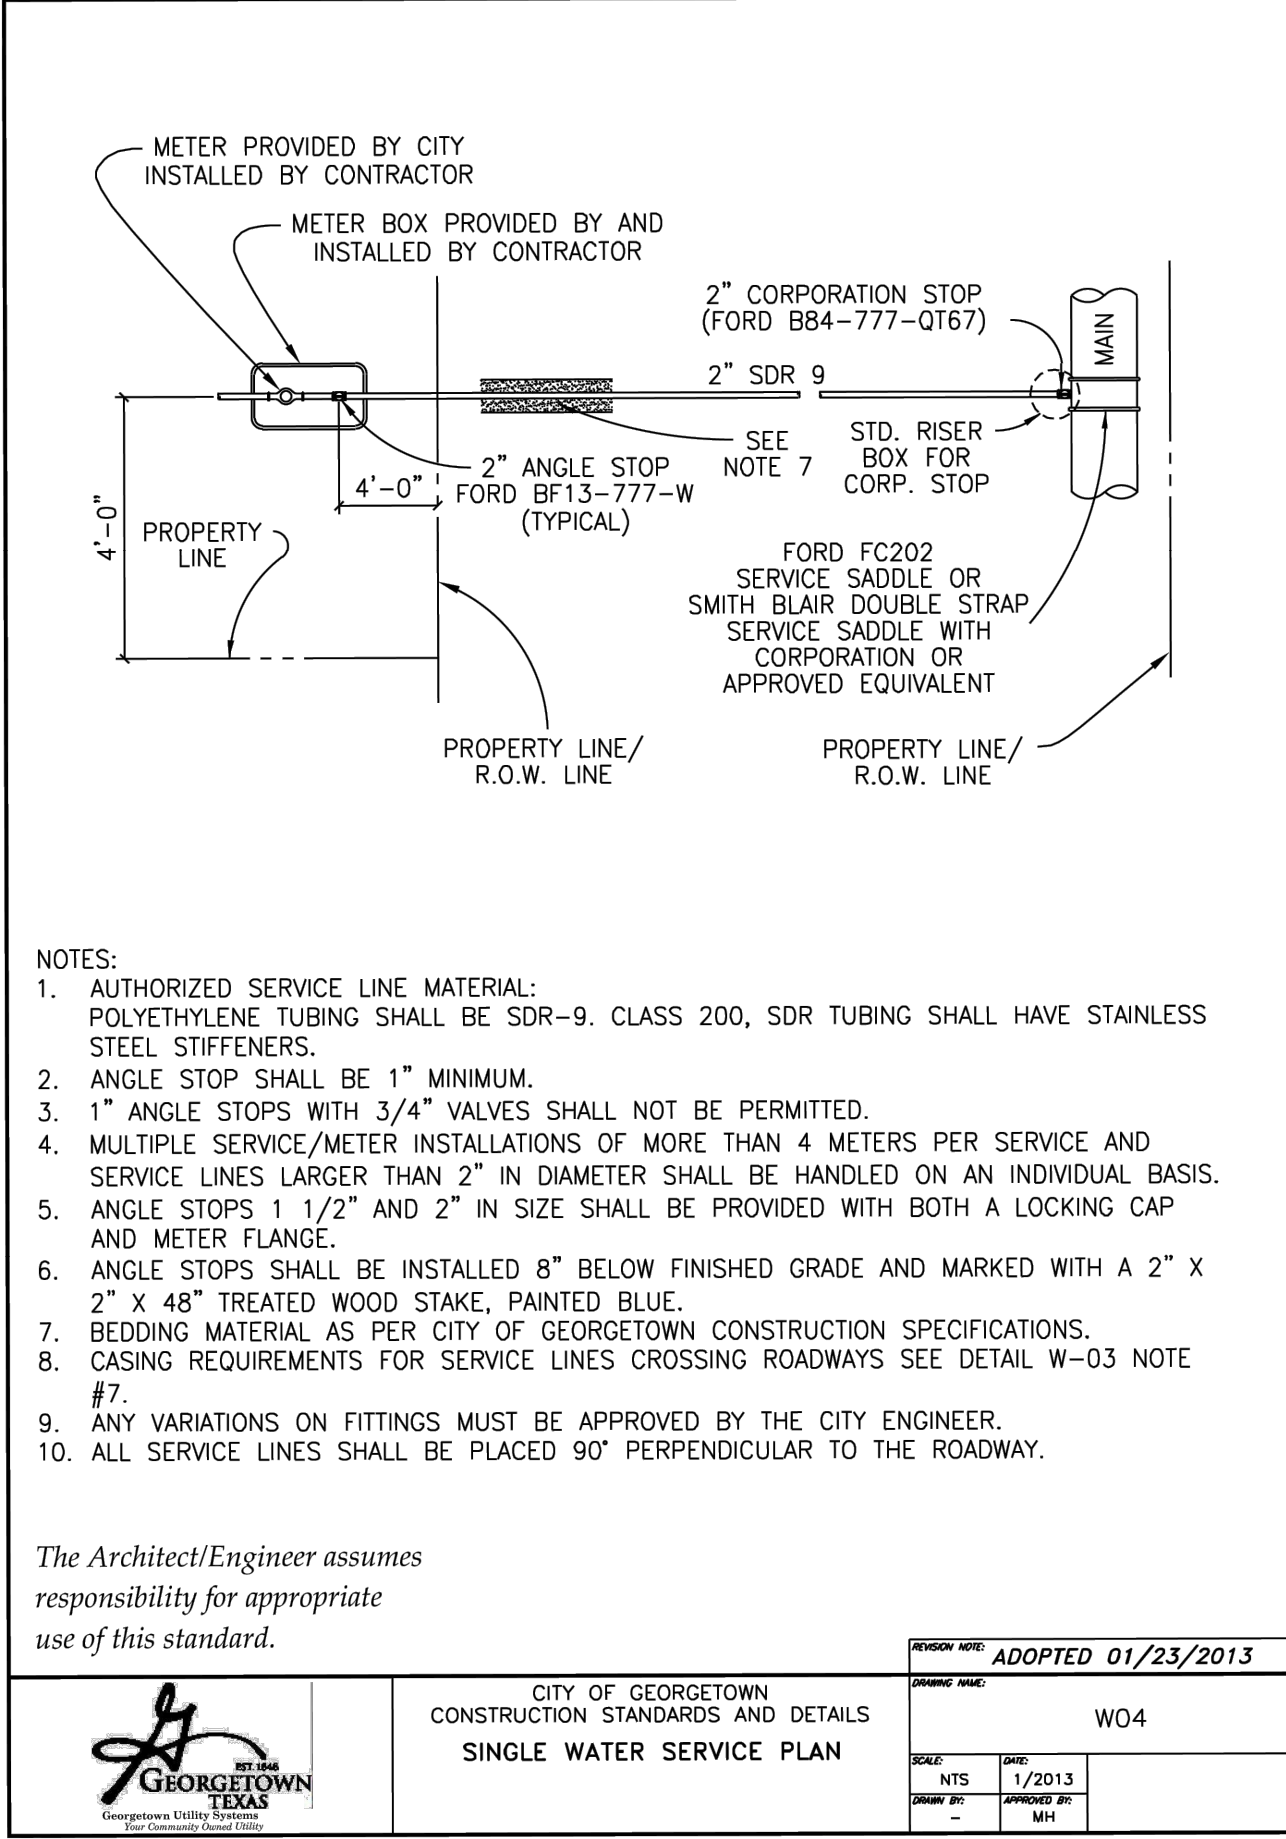 METER PROVIDED BY CITY
INSTALLED BY CONTRACTOR
METER BOX PROVIDED BY AND
INSTALLED BY CONTRACTOR
2" CORPORATION STOP
(FORD B84-777-QT67)
MAIN
2" SDR 9
SEE
NOTE 7
STD. RISER
BOX FOR
CORP. STOP
2" ANGLE STOP
FORD BF13-777-W
(TYPICAL)
4'-0"
4'-0"
PROPERTY
LINE
FORD FC202
SERVICE SADDLE OR
SMITH BLAIR DOUBLE STRAP
SERVICE SADDLE WITH
CORPORATION OR
APPROVED EQUIVALENT
PROPERTY LINE/
R.O.W. LINE
PROPERTY LINE/
R.O.W. LINE
NOTES:
1. AUTHORIZED SERVICE LINE MATERIAL:
POLYETHYLENE TUBING SHALL BE SDR-9. CLASS 200, SDR TUBING SHALL HAVE STAINLESS
STEEL STIFFENERS.
2. ANGLE STOP SHALL BE 1" MINIMUM.
3. 1" ANGLE STOPS WITH 3/4" VALVES SHALL NOT BE PERMITTED.
4. MULTIPLE SERVICE/METER INSTALLATIONS OF MORE THAN 4 METERS PER SERVICE AND
SERVICE LINES LARGER THAN 2" IN DIAMETER SHALL BE HANDLED ON AN INDIVIDUAL BASIS.
5. ANGLE STOPS 1 1/2" AND 2" IN SIZE SHALL BE PROVIDED WITH BOTH A LOCKING CAP
AND METER FLANGE.
6. ANGLE STOPS SHALL BE INSTALLED 8" BELOW FINISHED GRADE AND MARKED WITH A 2" X
2" X 48" TREATED WOOD STAKE, PAINTED BLUE.
7. BEDDING MATERIAL AS PER CITY OF GEORGETOWN CONSTRUCTION SPECIFICATIONS.
8. CASING REQUIREMENTS FOR SERVICE LINES CROSSING ROADWAYS SEE DETAIL W-03 NOTE
#7.
9. ANY VARIATIONS ON FITTINGS MUST BE APPROVED BY THE CITY ENGINEER.
10. ALL SERVICE LINES SHALL BE PLACED 90° PERPENDICULAR TO THE ROADWAY.
The Architect/Engineer assumes
responsibility for appropriate
use of this standard.
REVISION NOTE: ADOPTED 01/23/2013
EST. 1848
GEORGETOWN
TEXAS
Georgetown Utility Systems
Your Community Owned Utility
CITY OF GEORGETOWN
CONSTRUCTION STANDARDS AND DETAILS
SINGLE WATER SERVICE PLAN
DRAWING NAME:
W04
SCALE:
NTS
DATE:
1/2013
DRAWN BY:
-
APPROVED BY:
MH